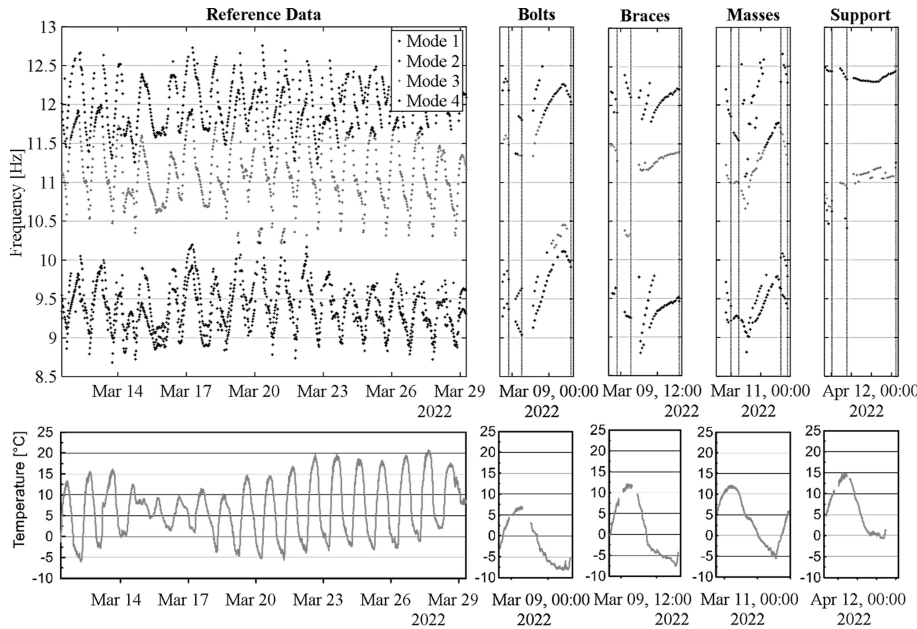 Reference Data
Bolts
Braces
Masses
Support
Frequency [Hz]
13
12.5
12
11.5
11
10.5
10
9.5
9
8.5
Mode 1
Mode 2
Mode 3
Mode 4
Mar 14 Mar 17 Mar 20 Mar 23 Mar 26 Mar 29
2022
Mar 09, 00:00
2022
Mar 09, 12:00
2022
Mar 11, 00:00
2022
Apr 12, 00:00
2022
Temperature [°C]
25
20
15
10
5
0
-5
-10
Mar 14 Mar 17 Mar 20 Mar 23 Mar 26 Mar 29
2022
25
20
15
10
5
0
-5
-10
Mar 09, 00:00
2022
25
20
15
10
5
0
-5
-10
Mar 09, 12:00
2022
25
20
15
10
5
0
-5
-10
Mar 11, 00:00
2022
25
20
15
10
5
0
-5
-10
Apr 12, 00:00
2022